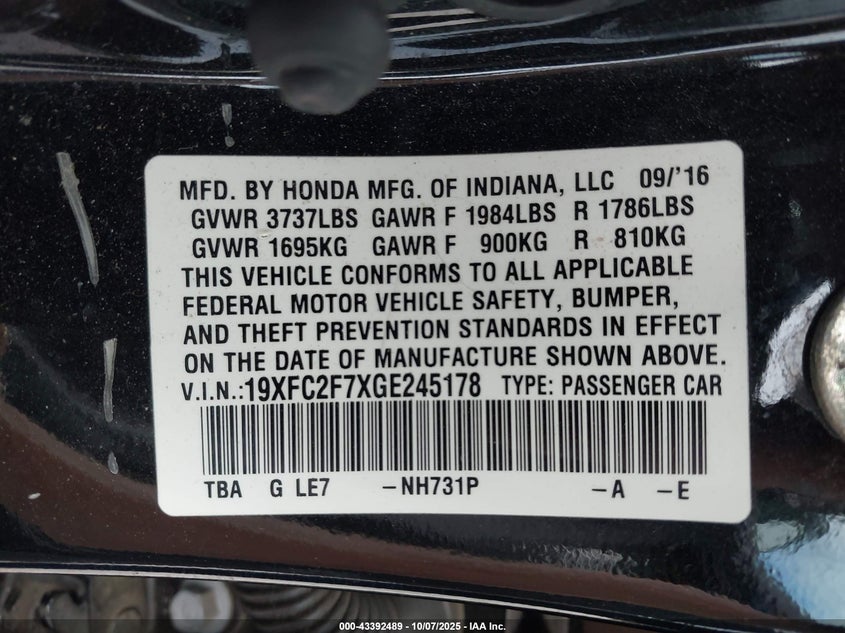 MFD. BY HONDA MFG. OF INDIANA, LLC 09/'16
GVWR 3737LBS GAWR F 1984LBS R 1786LBS
GVWR 1695KG GAWR F 900KG R 810KG
THIS VEHICLE CONFORMS TO ALL APPLICABLE
FEDERAL MOTOR VEHICLE SAFETY, BUMPER,
AND THEFT PREVENTION STANDARDS IN EFFECT
ON THE DATE OF MANUFACTURE SHOWN ABOVE.
V.I.N.:19XFC2F7XGE245178 TYPE: PASSENGER CAR
TBA G LE7 -NH731P -A -E
000-43392489 - 10/07/2025 - IAA Inc.